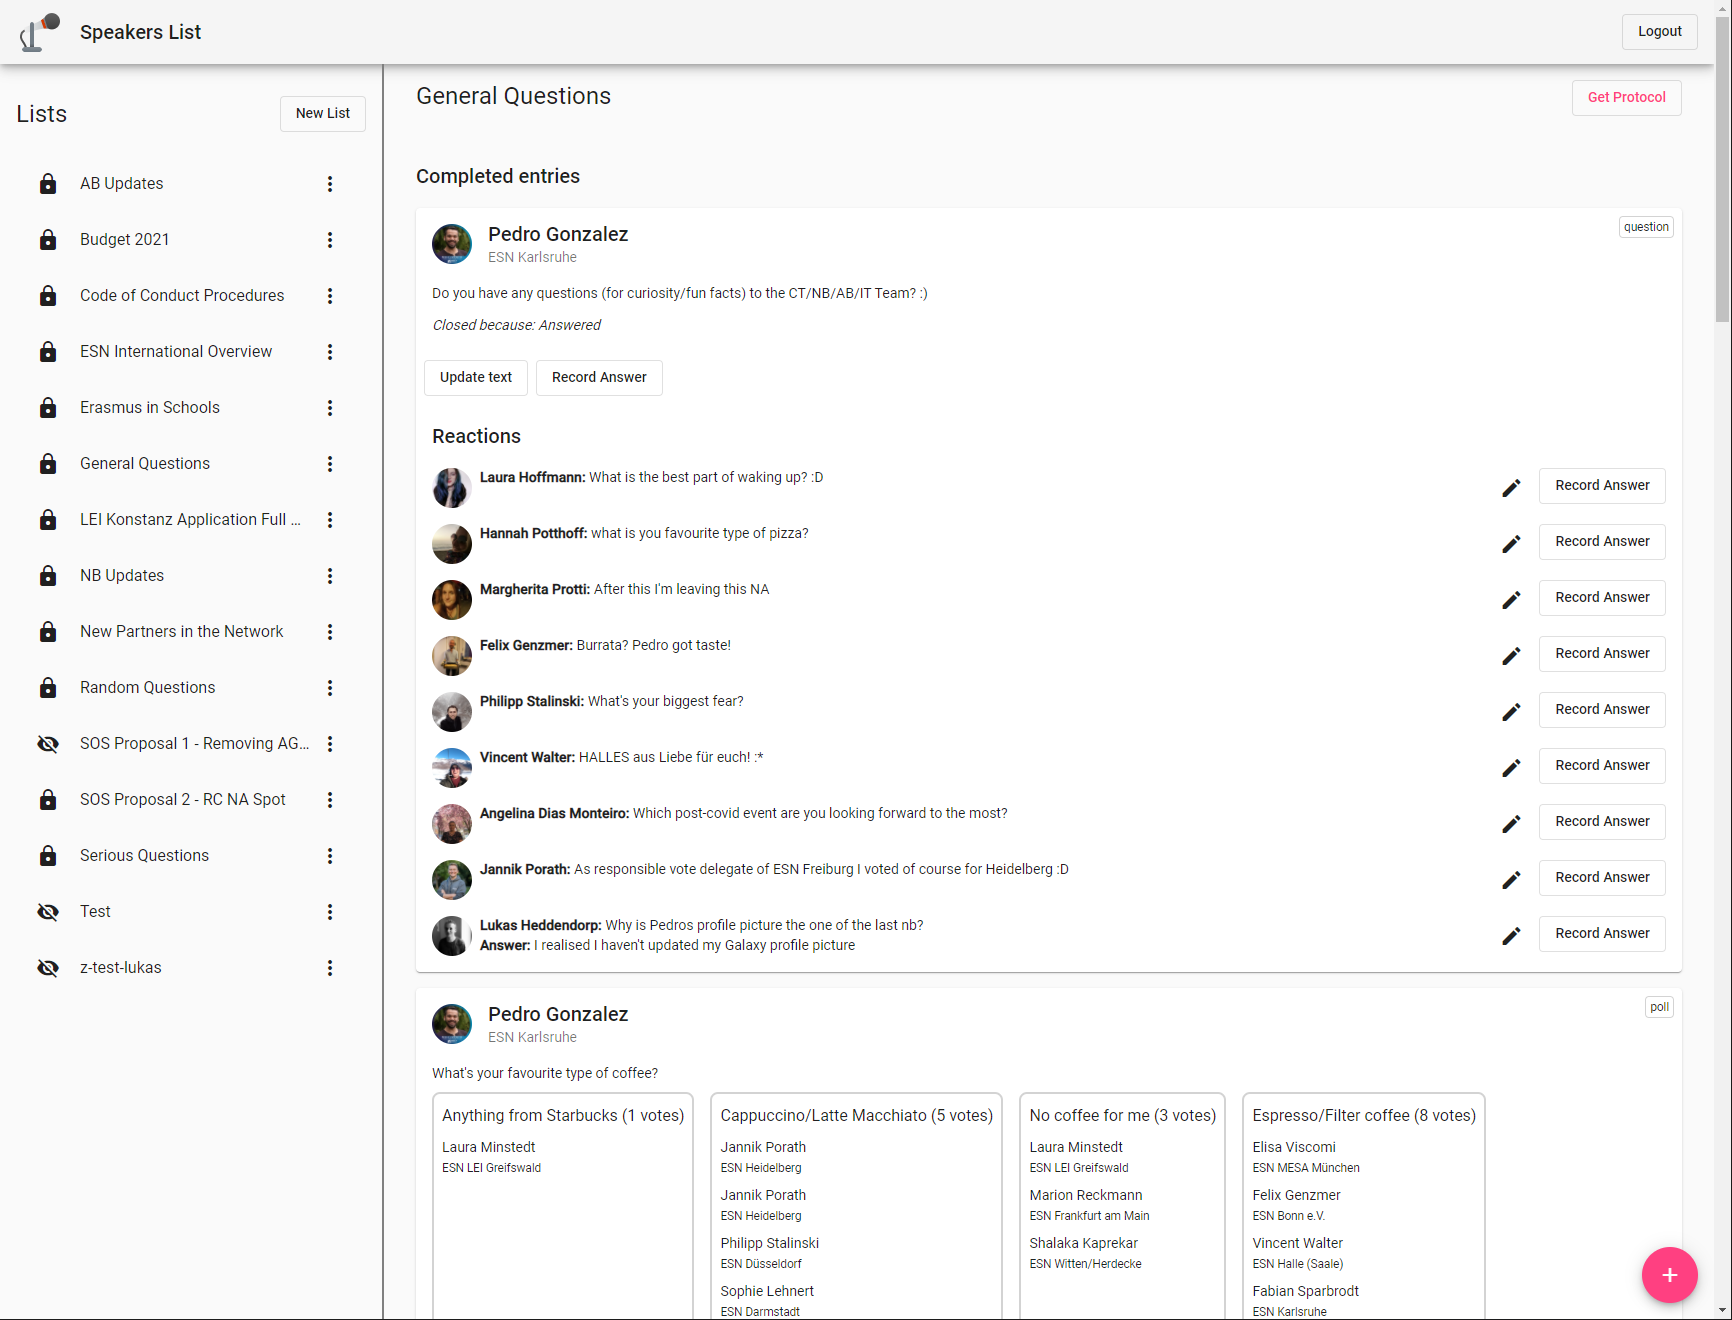 Speakers List
Logout
Lists
New List
AB Updates
Budget 2021
Code of Conduct Procedures
ESN International Overview
Erasmus in Schools
General Questions
LEI Konstanz Application Full ...
NB Updates
New Partners in the Network
Random Questions
SOS Proposal 1 - Removing AG...
SOS Proposal 2 - RC NA Spot
Serious Questions
Test
z-test-lukas
General Questions
Get Protocol
Completed entries
Pedro Gonzalez
question
ESN Karlsruhe
Do you have any questions (for curiosity/fun facts) to the CT/NB/AB/IT Team? :)
Closed because: Answered
Update text
Record Answer
Reactions
Laura Hoffmann: What is the best part of waking up? :D
Record Answer
Hannah Potthoff: what is you favourite type of pizza?
Record Answer
Margherita Protti: After this I'm leaving this NA
Record Answer
Felix Genzmer: Burrata? Pedro got taste!
Record Answer
Philipp Stalinski: What's your biggest fear?
Record Answer
Vincent Walter: HALLES aus Liebe für euch! :*
Record Answer
Angelina Dias Monteiro: Which post-covid event are you looking forward to the most?
Record Answer
Jannik Porath: As responsible vote delegate of ESN Freiburg I voted of course for Heidelberg :D
Record Answer
Lukas Heddendorp: Why is Pedros profile picture the one of the last nb?
Answer: I realised I haven't updated my Galaxy profile picture
Record Answer
Pedro Gonzalez
poll
ESN Karlsruhe
What's your favourite type of coffee?
Anything from Starbucks (1 votes)
Laura Minstedt
ESN LEI Greifswald
Cappuccino/Latte Macchiato (5 votes)
Jannik Porath
ESN Heidelberg
Jannik Porath
ESN Heidelberg
Philipp Stalinski
ESN Düsseldorf
Sophie Lehnert
ESN Darmstadt
No coffee for me (3 votes)
Laura Minstedt
ESN LEI Greifswald
Marion Reckmann
ESN Frankfurt am Main
Shalaka Kaprekar
ESN Witten/Herdecke
Espresso/Filter coffee (8 votes)
Elisa Viscomi
ESN MESA München
Felix Genzmer
ESN Bonn e.V.
Vincent Walter
ESN Halle (Saale)
Fabian Sparbrodt
ESN Karlsruhe